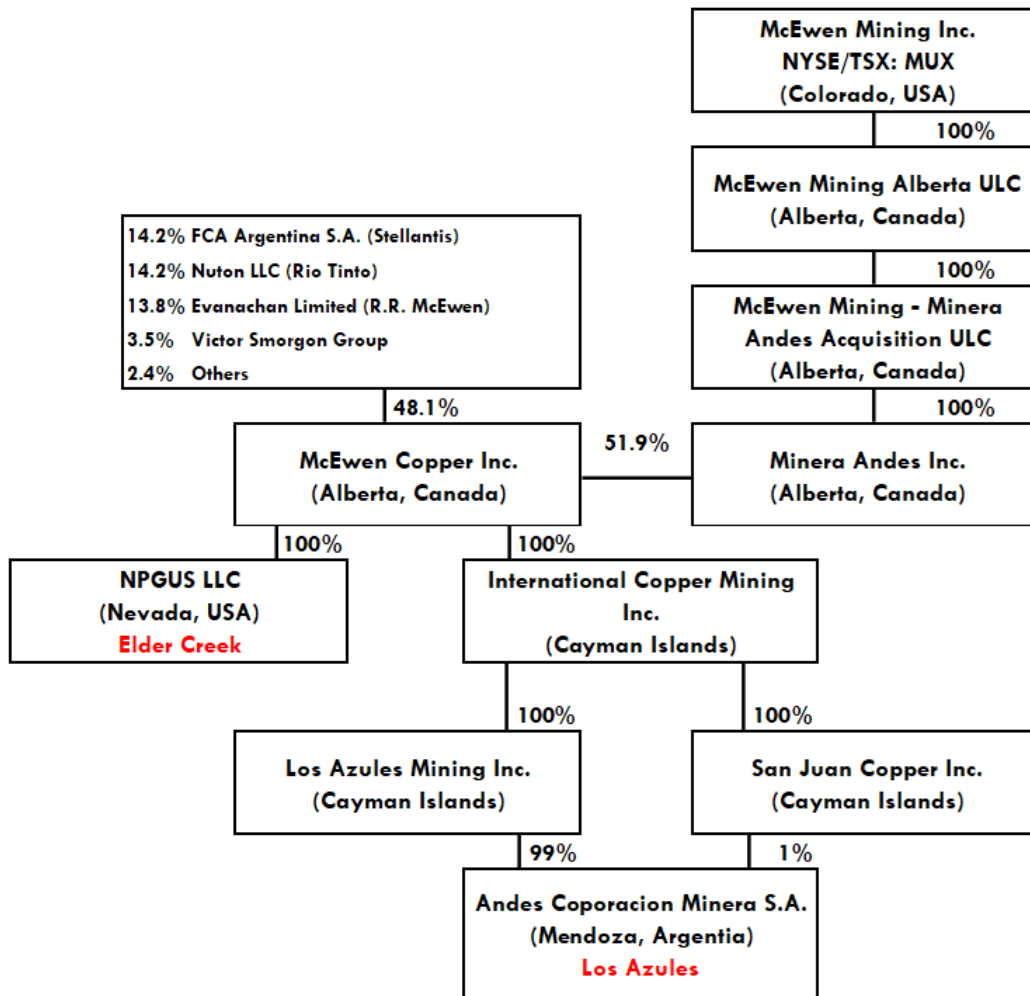 McEwen Mining Inc.
NYSE/TSX: MUX
(Colorado, USA)
100%
McEwen Mining Alberta ULC
(Alberta, Canada)
100%
McEwen Mining - Minera
Andes Acquisition ULC
(Alberta, Canada)
100%
14.2% FCA Argentina S.A. (Stellantis)
14.2% Nuton LLC (Rio Tinto)
13.8% Evanachan Limited (R.R. McEwen)
3.5% Victor Smorgon Group
2.4% Others
48.1%
McEwen Copper Inc.
(Alberta, Canada)
51.9%
Minera Andes Inc.
(Alberta, Canada)
100%
100%
NPGUS LLC
(Nevada, USA)
Elder Creek
International Copper Mining
Inc.
(Cayman Islands)
100%
100%
Los Azules Mining Inc.
(Cayman Islands)
San Juan Copper Inc.
(Cayman Islands)
99%
1%
Andes Coporacion Minera S.A.
(Mendoza, Argentia)
Los Azules